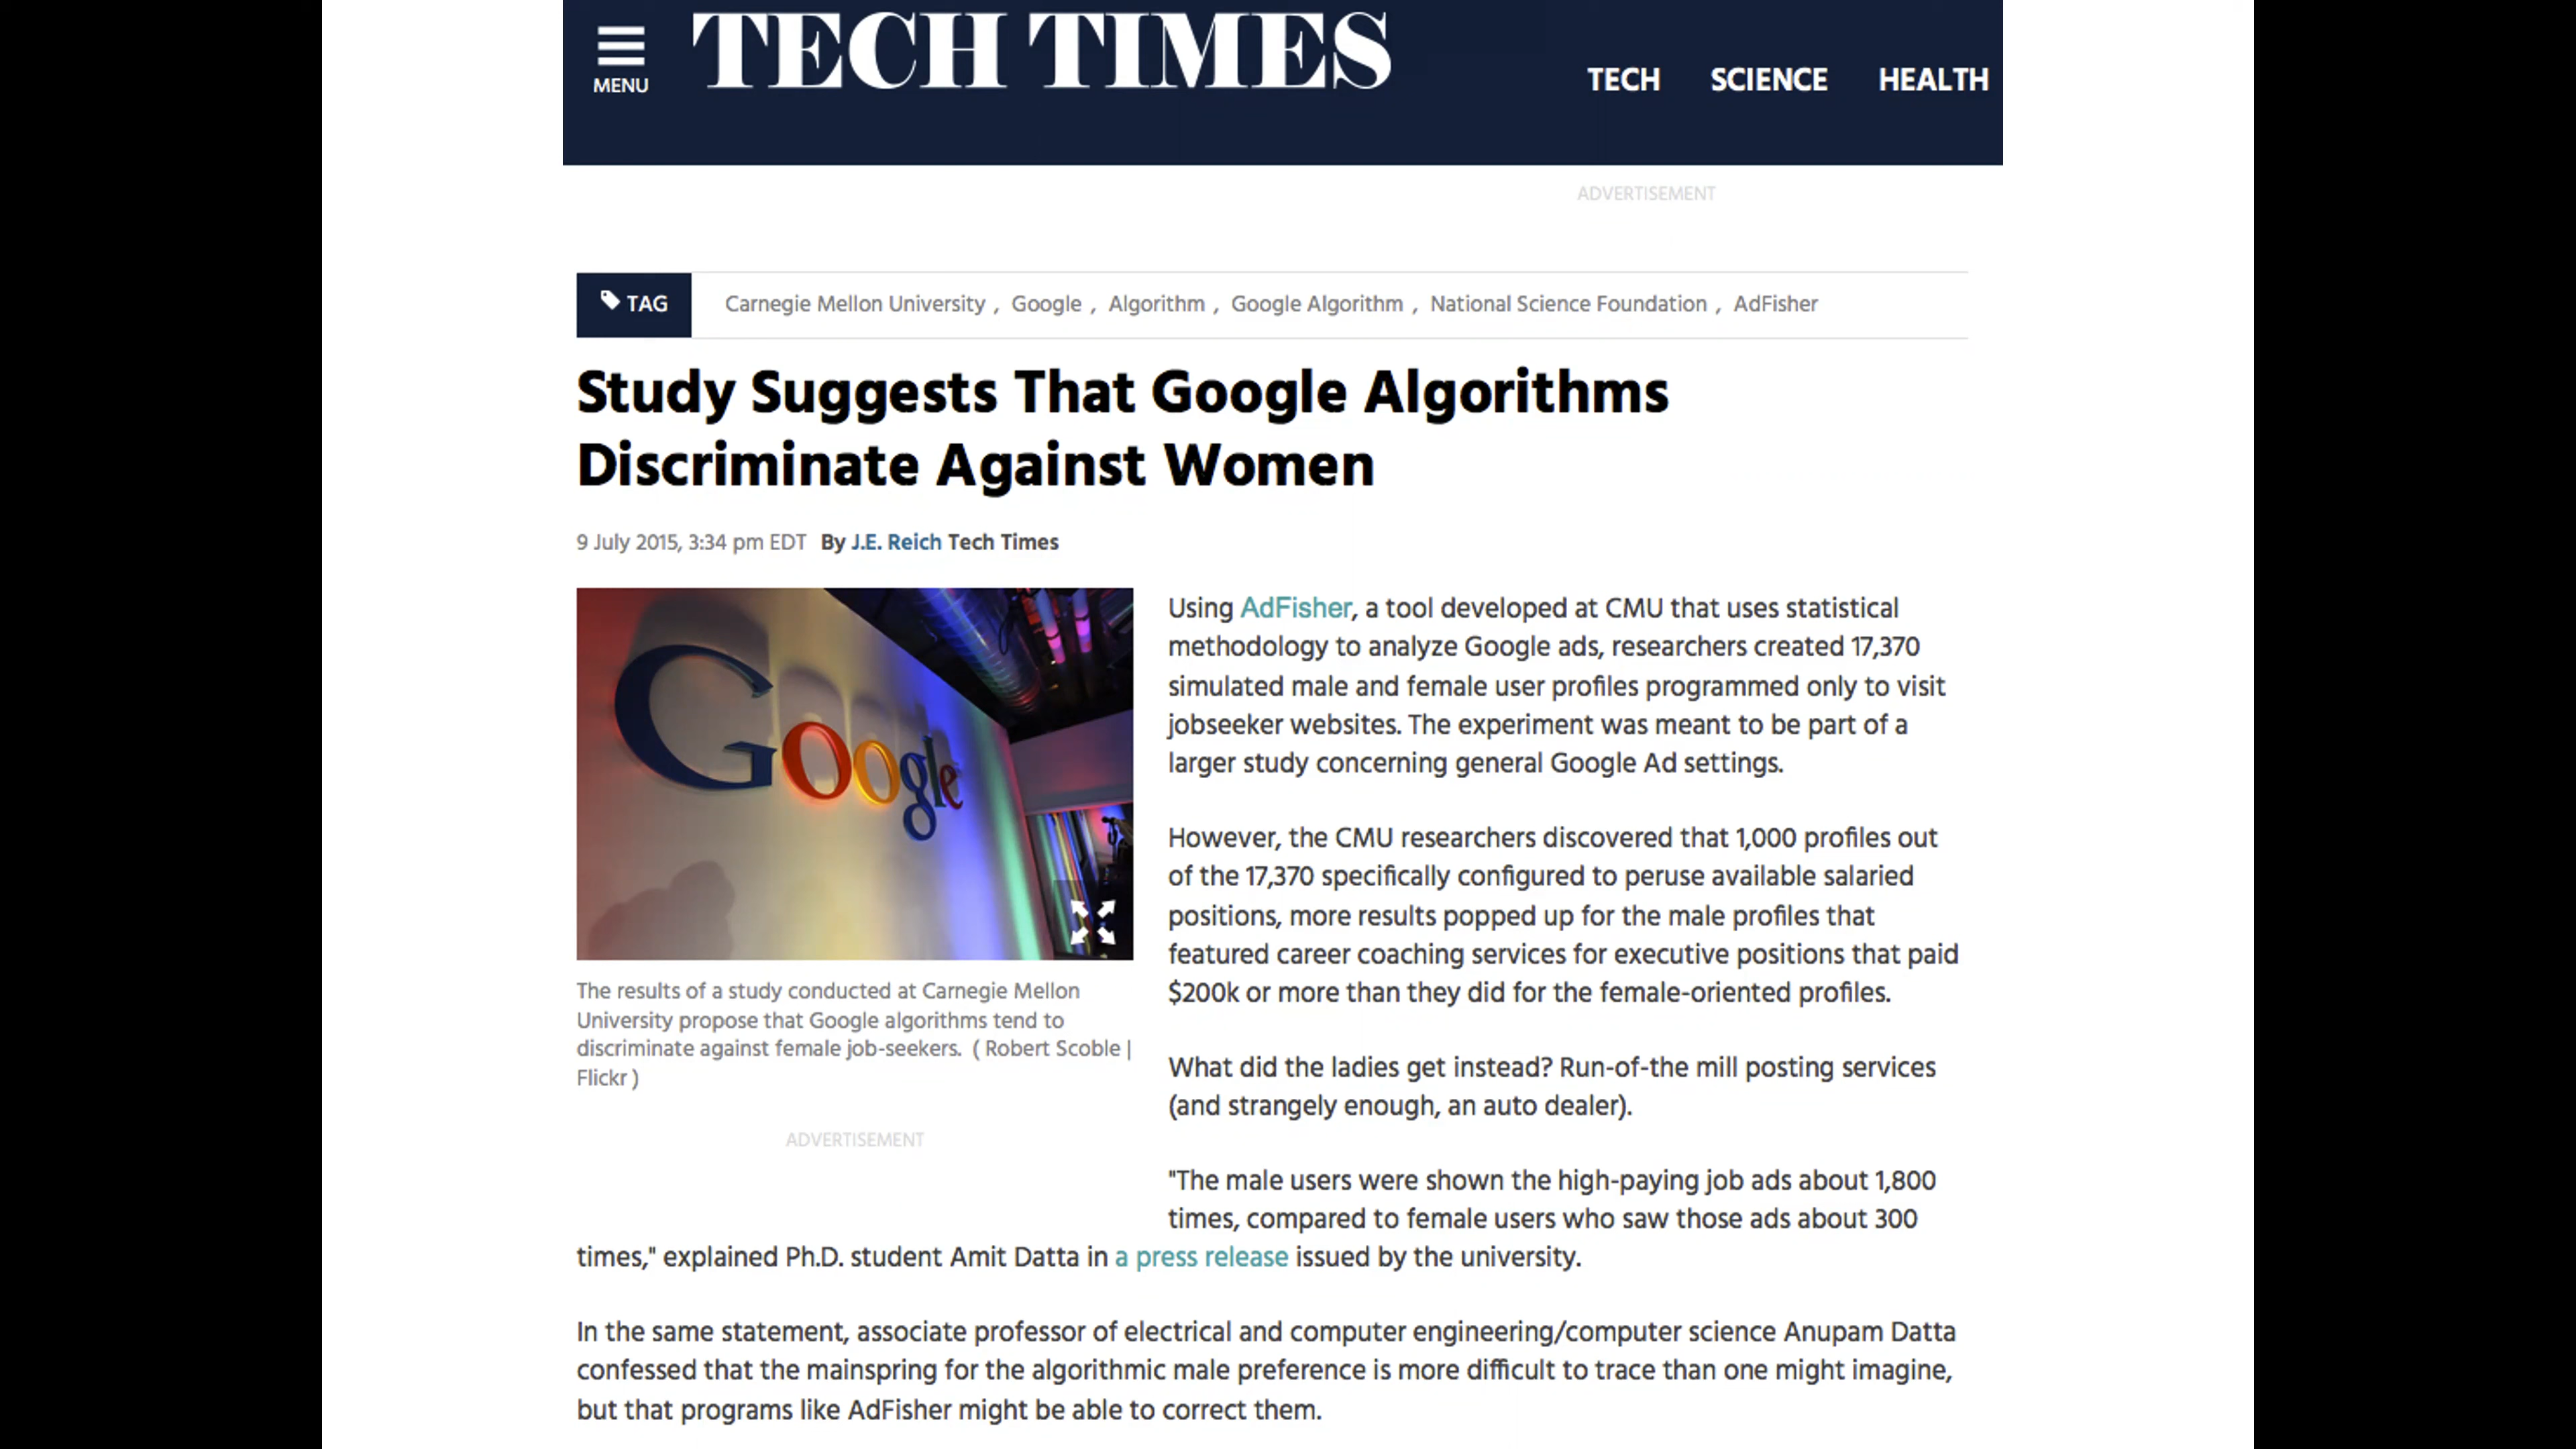 MENU
TECH TIMES
TECH SCIENCE HEALTH
ADVERTISEMENT
TAG Carnegie Mellon University , Google , Algorithm , Google Algorithm , National Science Foundation , AdFisher
Study Suggests That Google Algorithms
Discriminate Against Women
9 July 2015, 3:34 pm EDT By J.E. Reich Tech Times
Google
The results of a study conducted at Carnegie Mellon
University propose that Google algorithms tend to
discriminate against female job-seekers. ( Robert Scoble |
Flickr )
ADVERTISEMENT
Using AdFisher, a tool developed at CMU that uses statistical
methodology to analyze Google ads, researchers created 17,370
simulated male and female user profiles programmed only to visit
jobseeker websites. The experiment was meant to be part of a
larger study concerning general Google Ad settings.
However, the CMU researchers discovered that 1,000 profiles out
of the 17,370 specifically configured to peruse available salaried
positions, more results popped up for the male profiles that
featured career coaching services for executive positions that paid
$200k or more than they did for the female-oriented profiles.
What did the ladies get instead? Run-of-the mill posting services
(and strangely enough, an auto dealer).
"The male users were shown the high-paying job ads about 1,800
times, compared to female users who saw those ads about 300
times," explained Ph.D. student Amit Datta in a press release issued by the university.
In the same statement, associate professor of electrical and computer engineering/computer science Anupam Datta
confessed that the mainspring for the algorithmic male preference is more difficult to trace than one might imagine,
but that programs like AdFisher might be able to correct them.